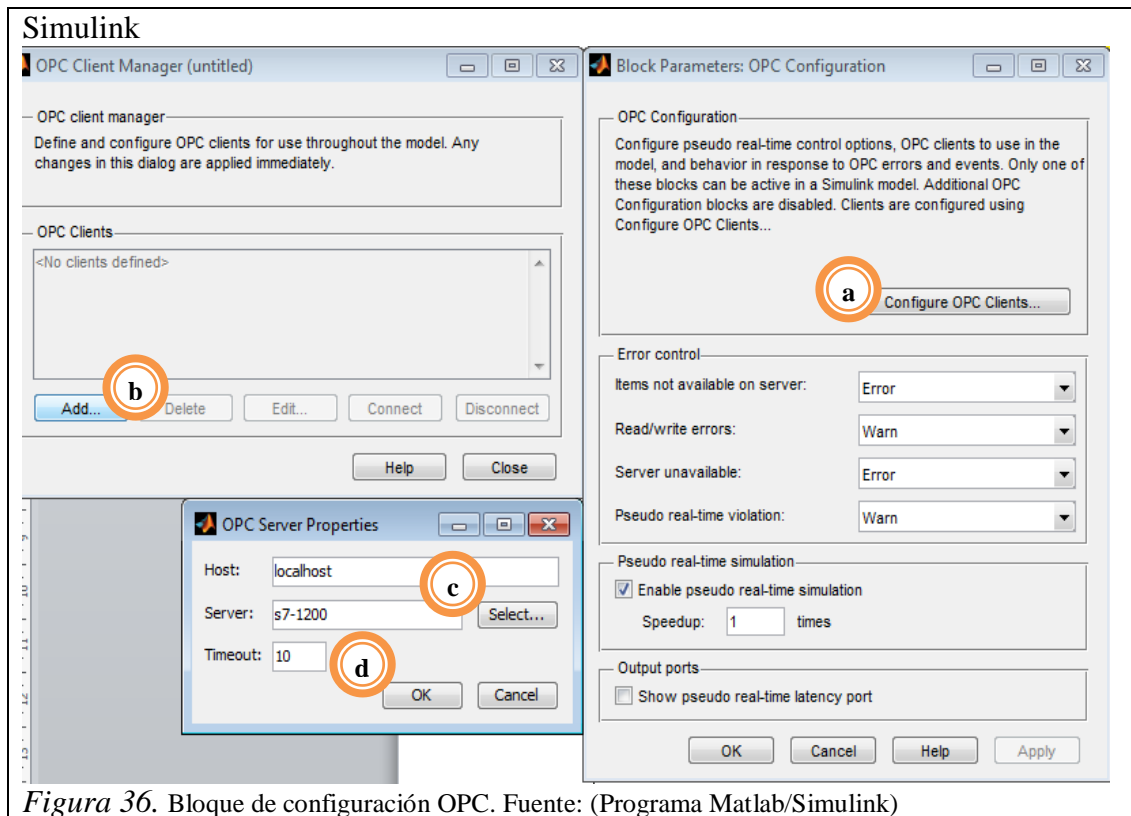 Simulink
OPC Client Manager (untitled)
OPC client manager
Define and configure OPC clients for use throughout the model. Any
changes in this dialog are applied immediately.
OPC Clients
<No clients defined>
b
Add...
Delete
Edit...
Connect
Disconnect
Help
Close
OPC Server Properties
Host:
localhost
c
Server:
s7-1200
Select...
Timeout:
10
d
OK
Cancel
Block Parameters: OPC Configuration
OPC Configuration
Configure pseudo real-time control options, OPC clients to use in the
model, and behavior in response to OPC errors and events. Only one of
these blocks can be active in a Simulink model. Additional OPC
Configuration blocks are disabled. Clients are configured using
Configure OPC Clients...
a
Configure OPC Clients...
Error control
Items not available on server:
Error
Read/write errors:
Warn
Server unavailable:
Error
Pseudo real-time violation:
Warn
Pseudo real-time simulation
Enable pseudo real-time simulation
Speedup:
1
times
Output ports
Show pseudo real-time latency port
OK
Cancel
Help
Apply
Figura 36. Bloque de configuración OPC. Fuente: (Programa Matlab/Simulink)